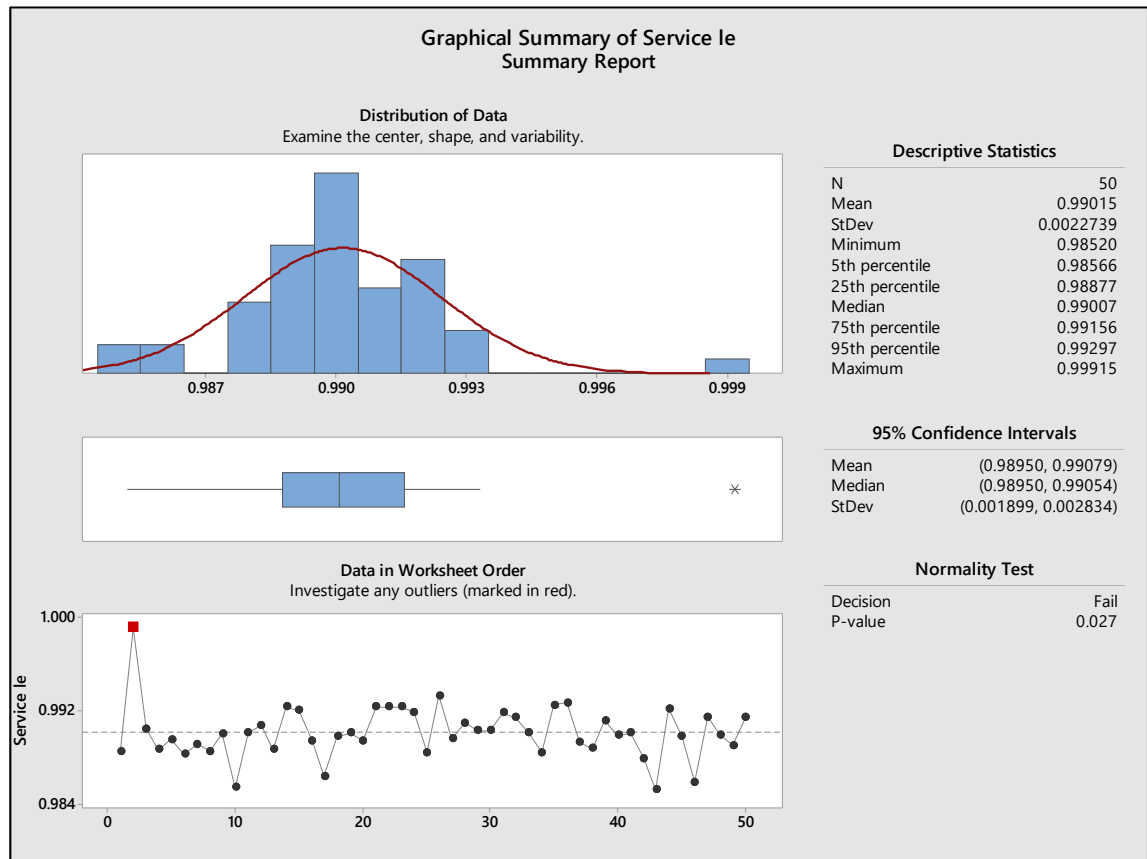 Graphical Summary of Service le
Summary Report
Distribution of Data
Examine the center, shape, and variability.
0.987 0.990 0.993 0.996 0.999
Descriptive Statistics
N 50
Mean 0.99015
StDev 0.0022739
Minimum 0.98520
5th percentile 0.98566
25th percentile 0.98877
Median 0.99007
75th percentile 0.99156
95th percentile 0.99297
Maximum 0.99915
95% Confidence Intervals
Mean (0.98950, 0.99079)
Median (0.98950, 0.99054)
StDev (0.001899, 0.002834)
Data in Worksheet Order
Investigate any outliers (marked in red).
Service le
1.000
0.992
0.984
0 10 20 30 40 50
Normality Test
Decision Fail
P-value 0.027